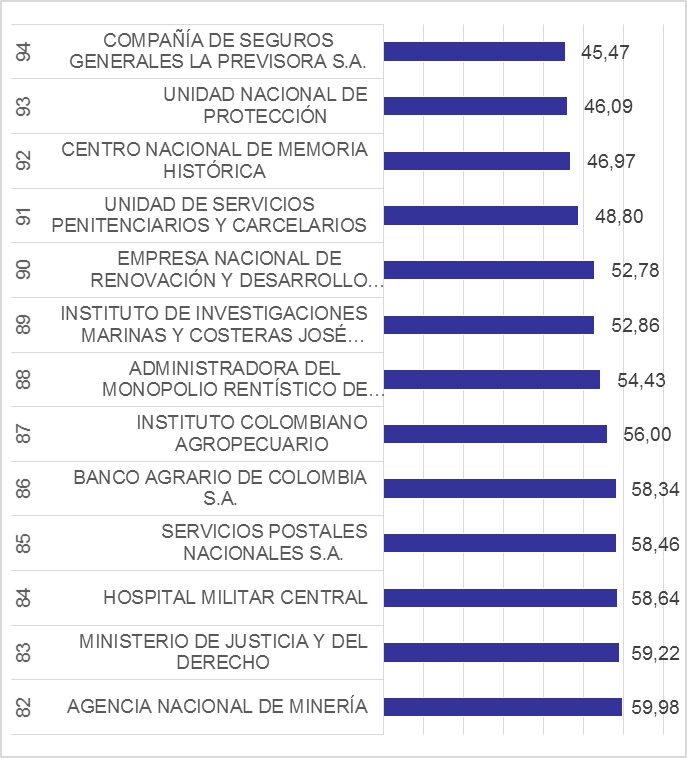 94
COMPAÑÍA DE SEGUROS
GENERALES LA PREVISORA S.A.
45,47
93
UNIDAD NACIONAL DE
PROTECCIÓN
46,09
92
CENTRO NACIONAL DE MEMORIA
HISTÓRICA
46,97
91
UNIDAD DE SERVICIOS
PENITENCIARIOS Y CARCELARIOS
48,80
90
EMPRESA NACIONAL DE
RENOVACIÓN Y DESARROLLO…
52,78
89
INSTITUTO DE INVESTIGACIONES
MARINAS Y COSTERAS JOSÉ…
52,86
88
ADMINISTRADORA DEL
MONOPOLIO RENTÍSTICO DE…
54,43
87
INSTITUTO COLOMBIANO
AGROPECUARIO
56,00
86
BANCO AGRARIO DE COLOMBIA
S.A.
58,34
85
SERVICIOS POSTALES
NACIONALES S.A.
58,46
84
HOSPITAL MILITAR CENTRAL
58,64
83
MINISTERIO DE JUSTICIA Y DEL
DERECHO
59,22
82
AGENCIA NACIONAL DE MINERÍA
59,98